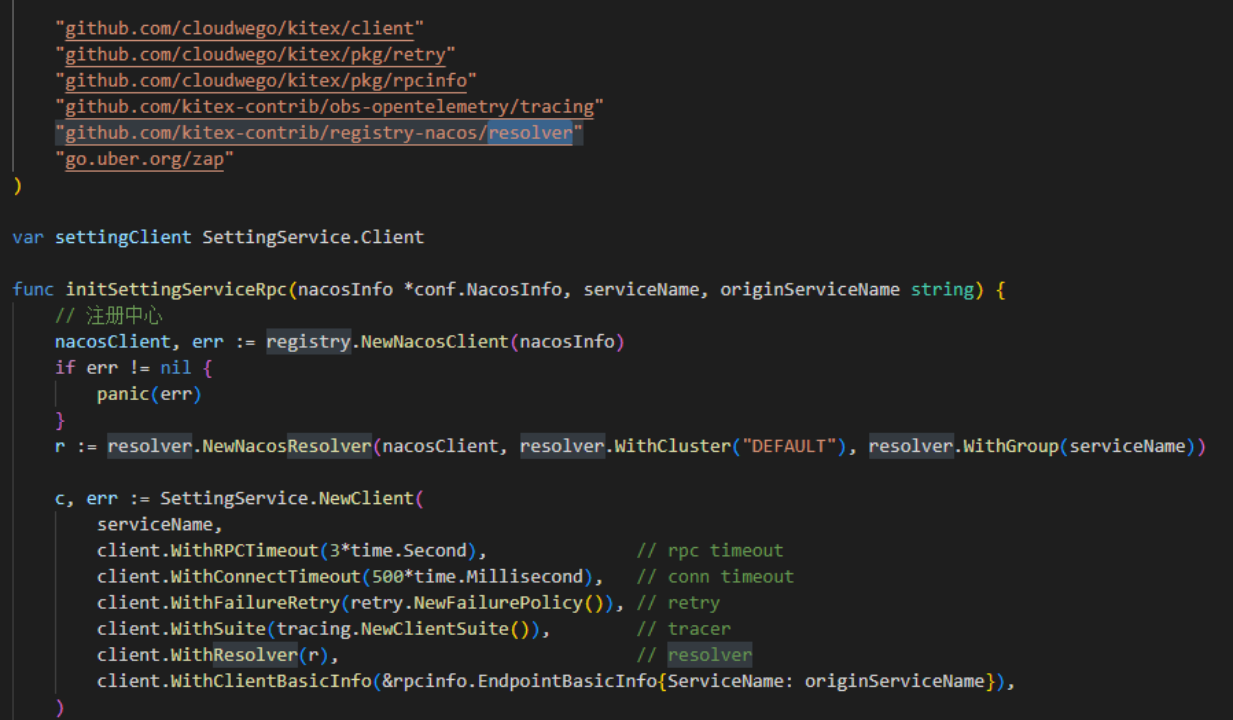 "github.com/cloudwego/kitex/client"
"github.com/cloudwego/kitex/pkg/retry"
"github.com/cloudwego/kitex/pkg/rpcinfo"
"github.com/kitex-contrib/obs-opentelemetry/tracing"
"github.com/kitex-contrib/registry-nacos/resolver"
"go.uber.org/zap"
)
var settingClient SettingService.Client
func initSettingServiceRpc(nacosInfo *conf.NacosInfo, serviceName, originServiceName string) {
// 注册中心
nacosClient, err := registry.NewNacosClient(nacosInfo)
if err != nil {
panic(err)
}
r := resolver.NewNacosResolver(nacosClient, resolver.WithCluster("DEFAULT"), resolver.WithGroup(serviceName))
c, err := SettingService.NewClient(
serviceName,
client.WithRPCTimeout(3*time.Second), // rpc timeout
client.WithConnectTimeout(500*time.Millisecond), // conn timeout
client.WithFailureRetry(retry.NewFailurePolicy()), // retry
client.WithSuite(tracing.NewClientSuite()), // tracer
client.WithResolver(r), // resolver
client.WithClientBasicInfo(&rpcinfo.EndpointBasicInfo{ServiceName: originServiceName}),
)